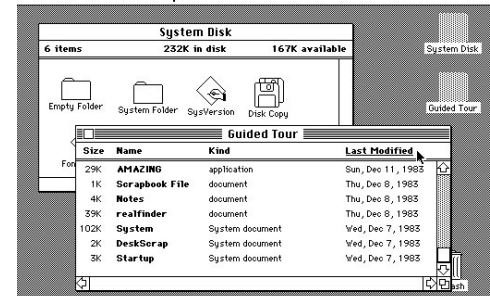 System Disk
6 items 232K in disk 167K available
System Disk
Empty Folder System Folder SysVersion Disk Copy
Guided Tour
Guided Tour
Size Name Kind Last Modified
Fon
29K AMAZING application Sun, Dec 11, 1983
1K Scrapbook File document Thu, Dec 8, 1983
4K Notes document Thu, Dec 8, 1983
39K realfinder document Thu, Dec 8, 1983
102K System System document Wed, Dec 7, 1983
2K DeskScrap System document Wed, Dec 7, 1983
3K Startup System document Wed, Dec 7, 1983
ash